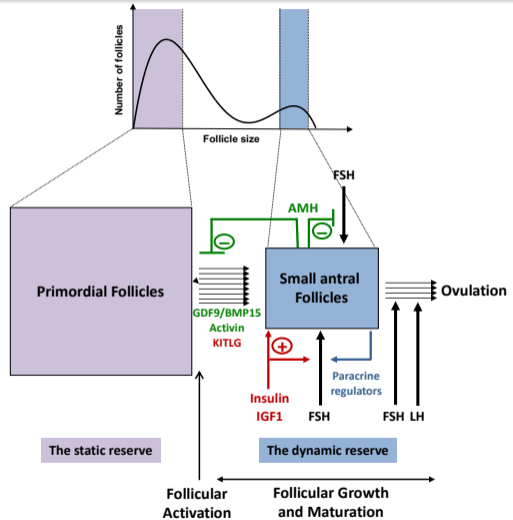 Number of follicles
Follicle size
FSH
AMH
−
−
Primordial Follicles
Small antral
Follicles
Ovulation
GDF9/BMP15
Activin
KITLG
+
Paracrine
regulators
Insulin
IGF1
FSH
FSH LH
The static reserve
The dynamic reserve
Follicular
Activation
Follicular Growth
and Maturation